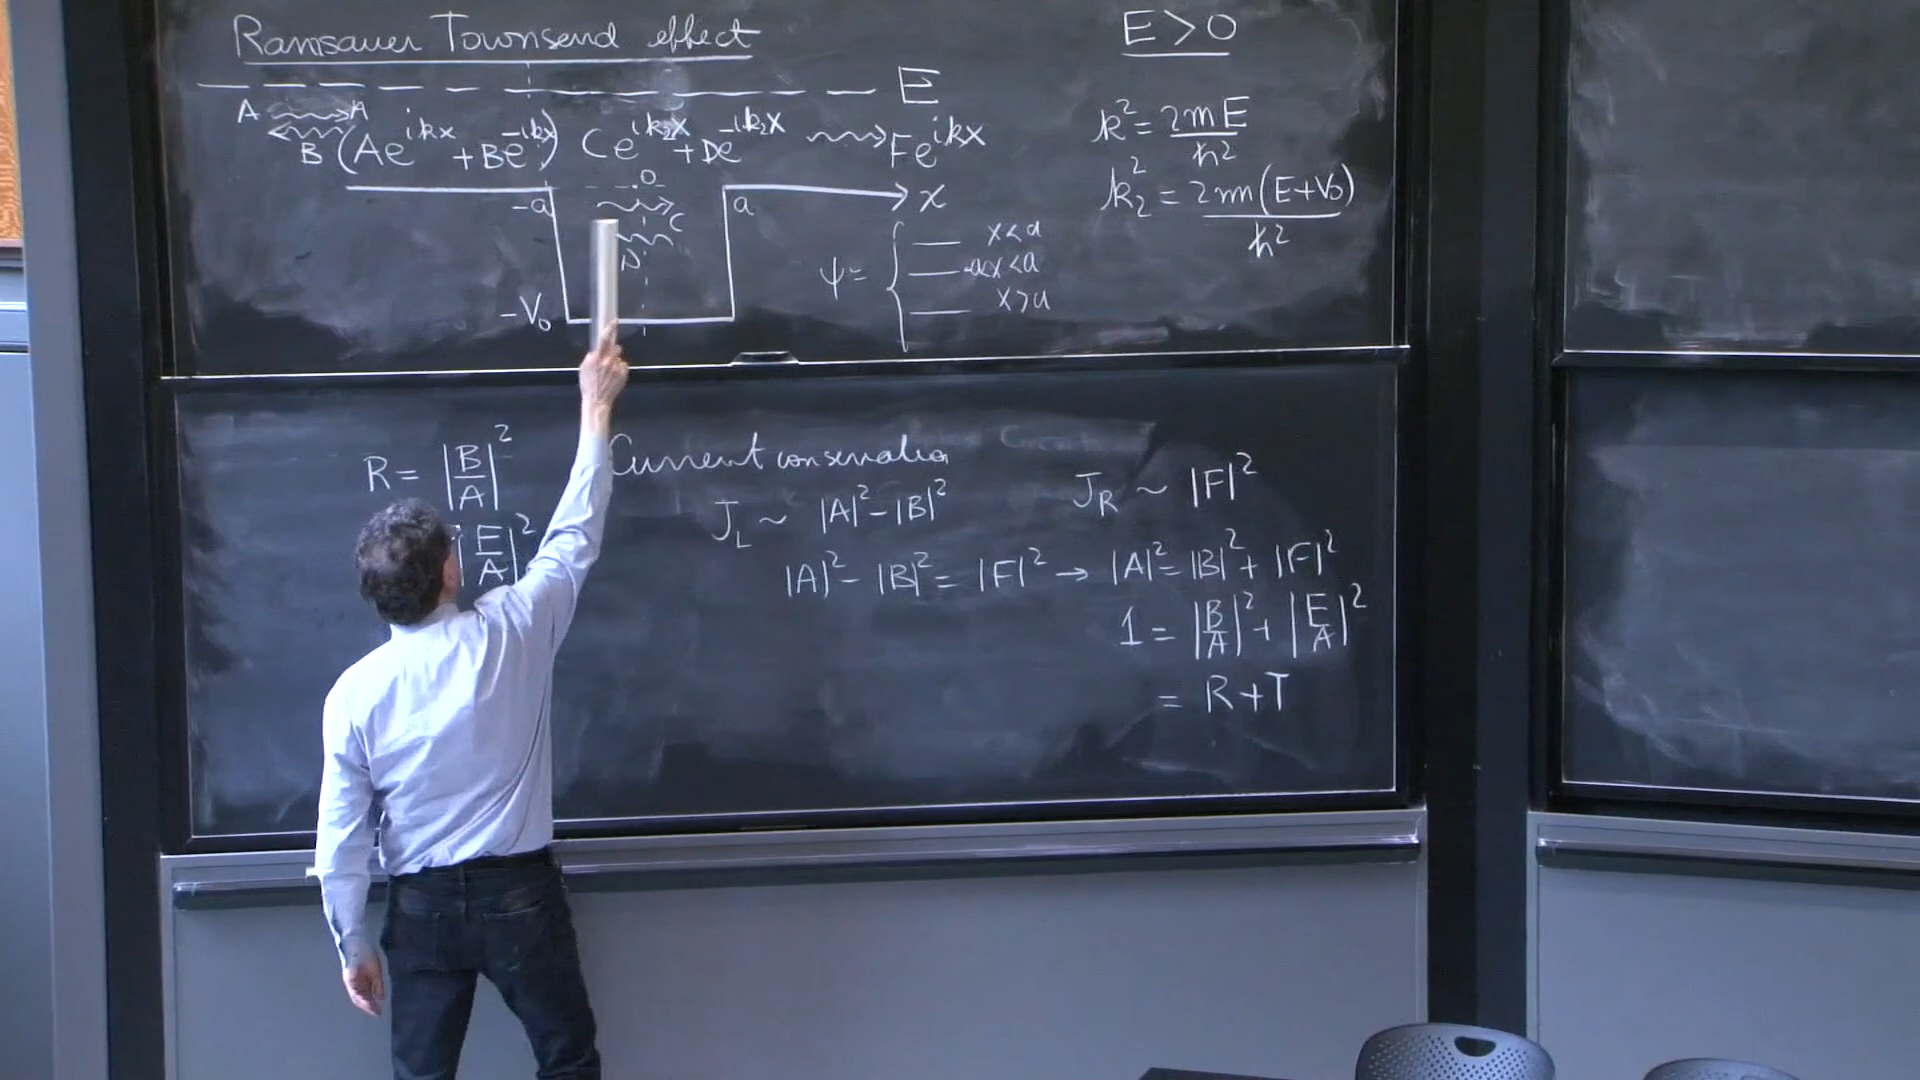 Ramsauer Townsend effect
E>0
E
A A
B (Ae^{ikx} + Be^{-ikx}) Ce^{ik₂x} + De^{-ik₂x} Fe^{ikx}
k² = 2mE/ħ²
k₂² = 2m(E+V₀)/ħ²
0
-a a x
C
D
-V₀
ψ = { x<a
-a x<a
x>a
R = |B/A|²
|F/A|²
Current conservation
J_L ~ |A|² - |B|²
J_R ~ |F|²
|A|² - |B|² = |F|² → |A|² = |B|² + |F|²
1 = |B/A|² + |F/A|²
= R+T